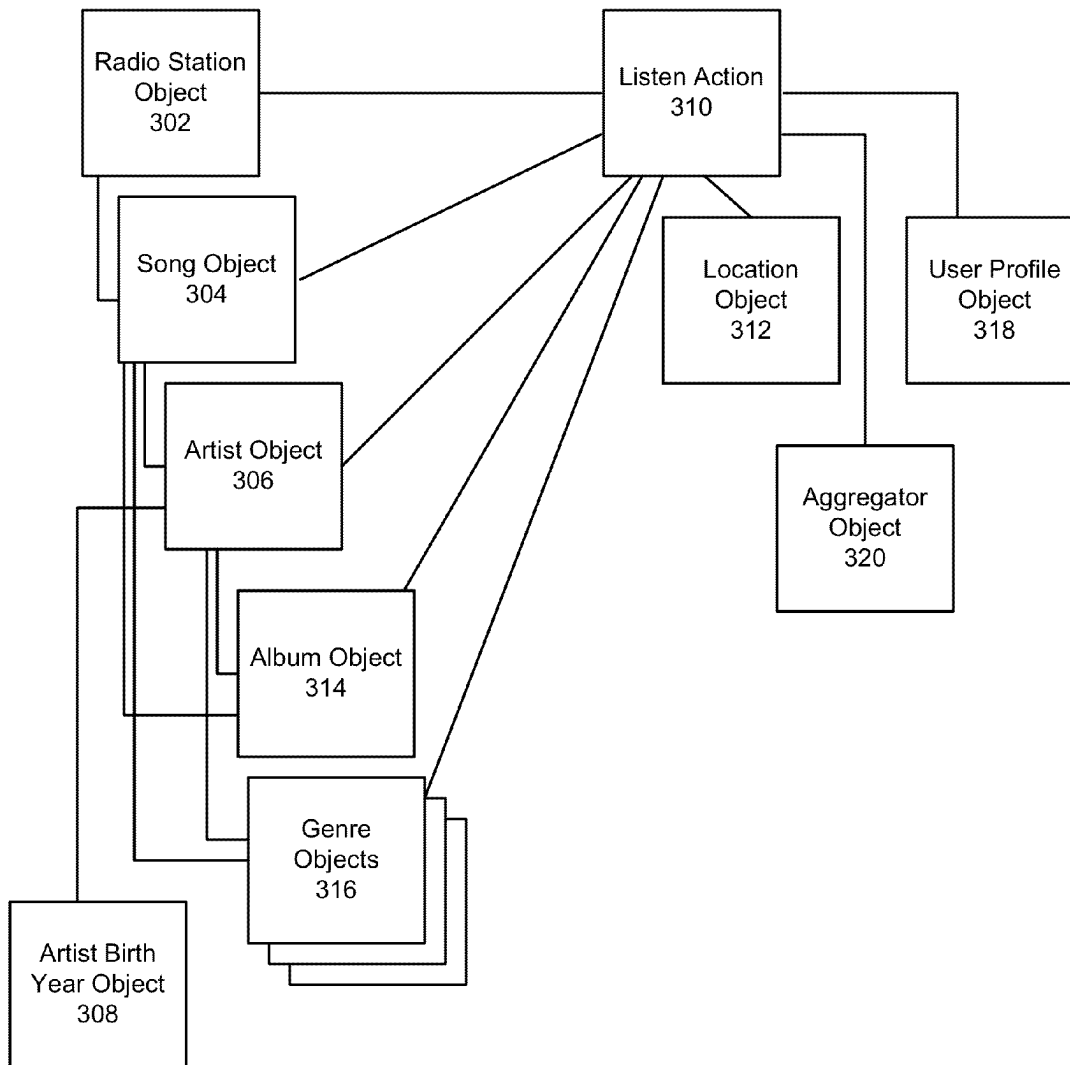 Radio Station
Object
302
Listen Action
310
Song Object
304
Location
Object
312
User Profile
Object
318
Artist Object
306
Aggregator
Object
320
Album Object
314
Genre
Objects
316
Artist Birth
Year Object
308